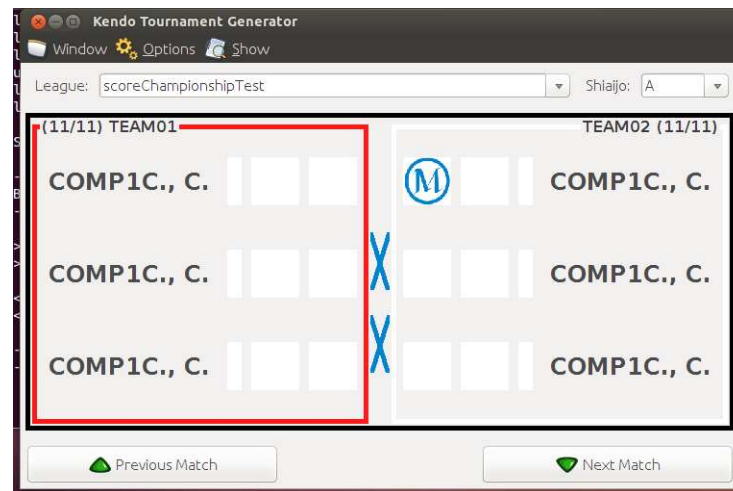 Kendo Tournament Generator
Window Options Show
League: scoreChampionshipTest Shiaijo: A
(11/11) TEAM01 TEAM02 (11/11)
COMP1C., C. M COMP1C., C.
COMP1C., C. X COMP1C., C.
COMP1C., C. X COMP1C., C.
Previous Match Next Match